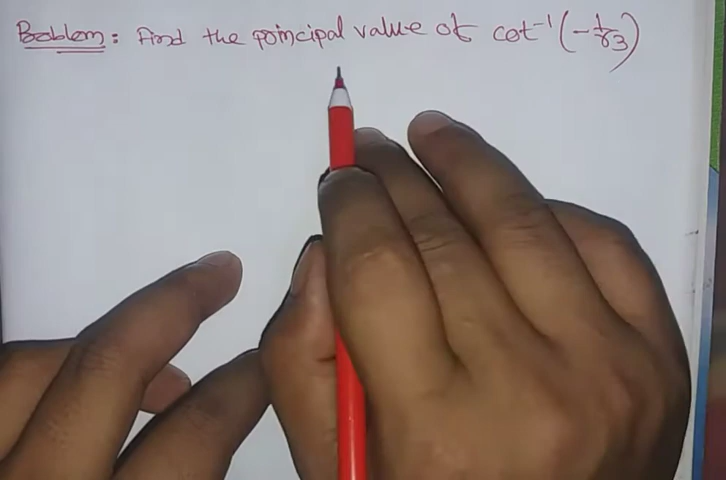 Problem: Find the principal value of cot⁻¹(-1/√3)